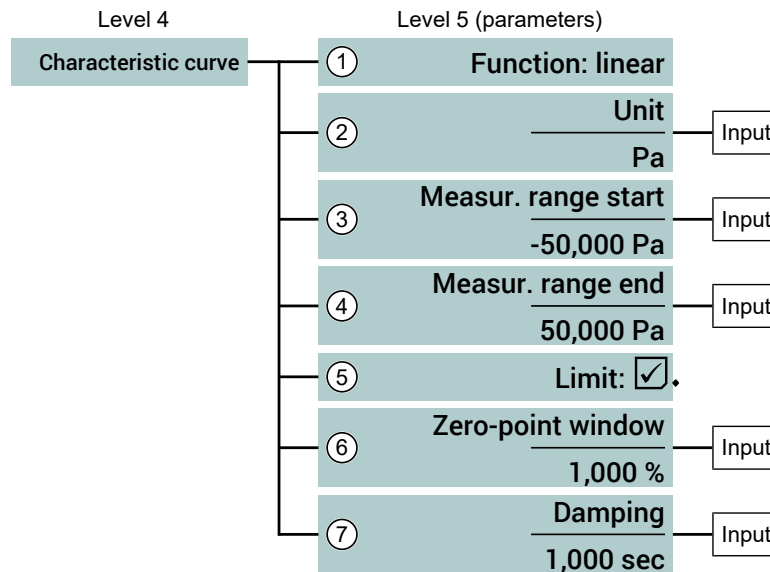 Level 4
Level 5 (parameters)
Characteristic curve
1
Function: linear
2
Unit
Pa
Input
3
Measur. range start
-50,000 Pa
Input
4
Measur. range end
50,000 Pa
Input
5
Limit: ☑
6
Zero-point window
1,000 %
Input
7
Damping
1,000 sec
Input